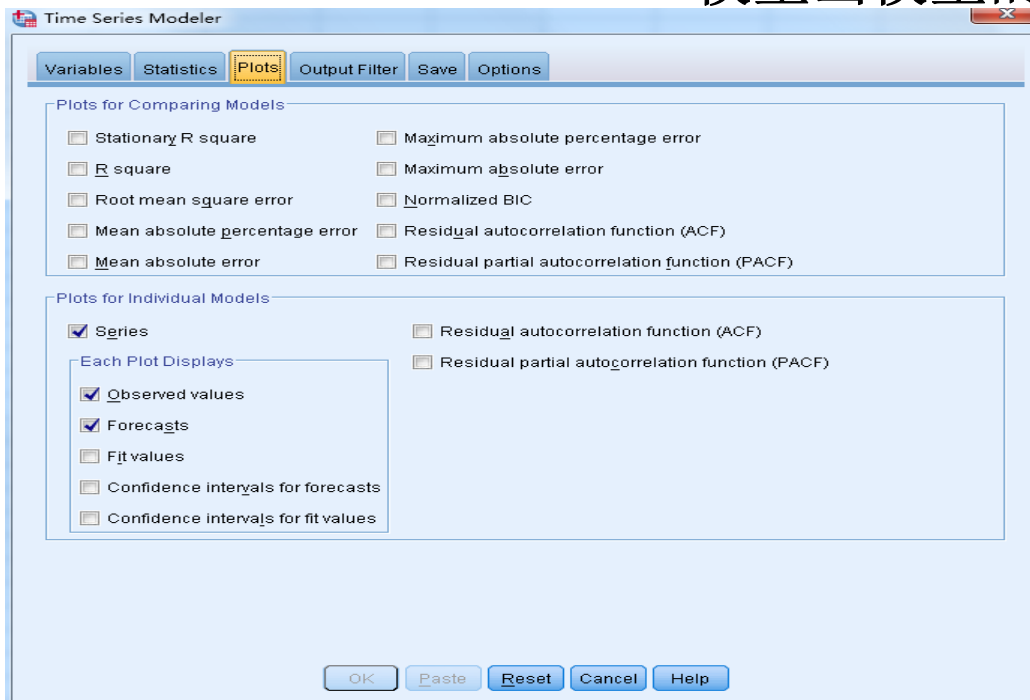 Time Series Modeler
Variables Statistics Plots Output Filter Save Options
Plots for Comparing Models
Stationary R square Maximum absolute percentage error
R square Maximum absolute error
Root mean square error Normalized BIC
Mean absolute percentage error Residual autocorrelation function (ACF)
Mean absolute error Residual partial autocorrelation function (PACF)
Plots for Individual Models
Series Residual autocorrelation function (ACF)
Each Plot Displays Residual partial autocorrelation function (PACF)
Observed values
Forecasts
Fit values
Confidence intervals for forecasts
Confidence intervals for fit values
OK Paste Reset Cancel Help